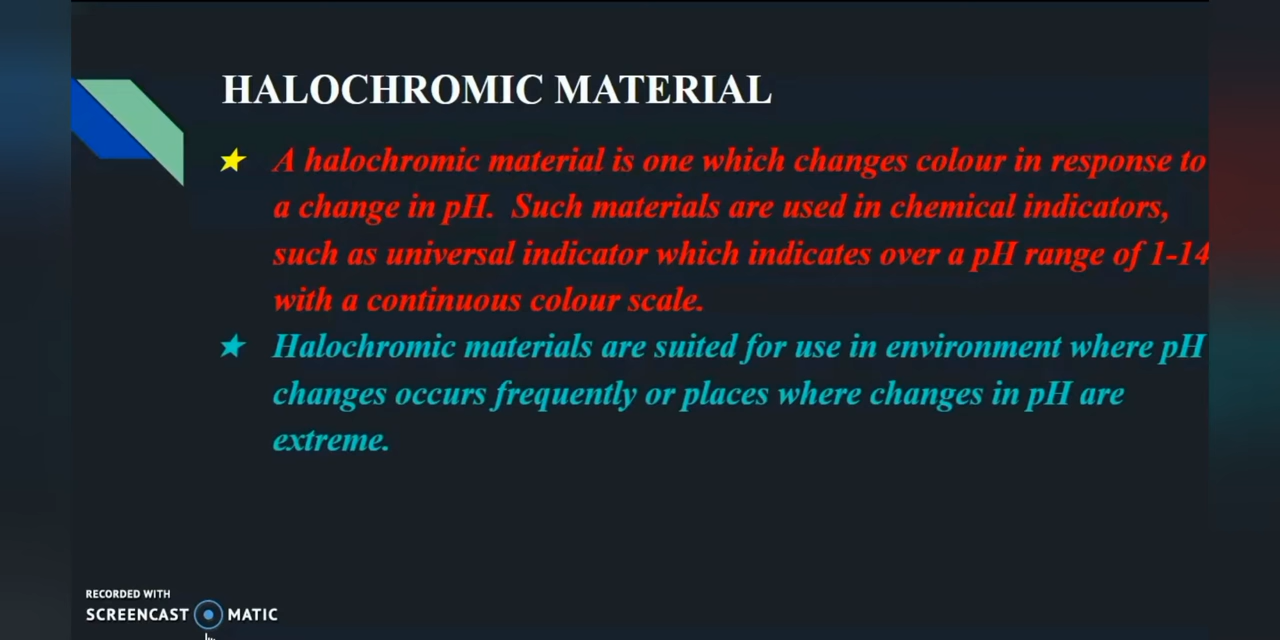 HALOCHROMIC MATERIAL
A halochromic material is one which changes colour in response to
a change in pH. Such materials are used in chemical indicators,
such as universal indicator which indicates over a pH range of 1-14
with a continuous colour scale.
Halochromic materials are suited for use in environment where pH
changes occurs frequently or places where changes in pH are
extreme.
RECORDED WITH
SCREENCAST MATIC